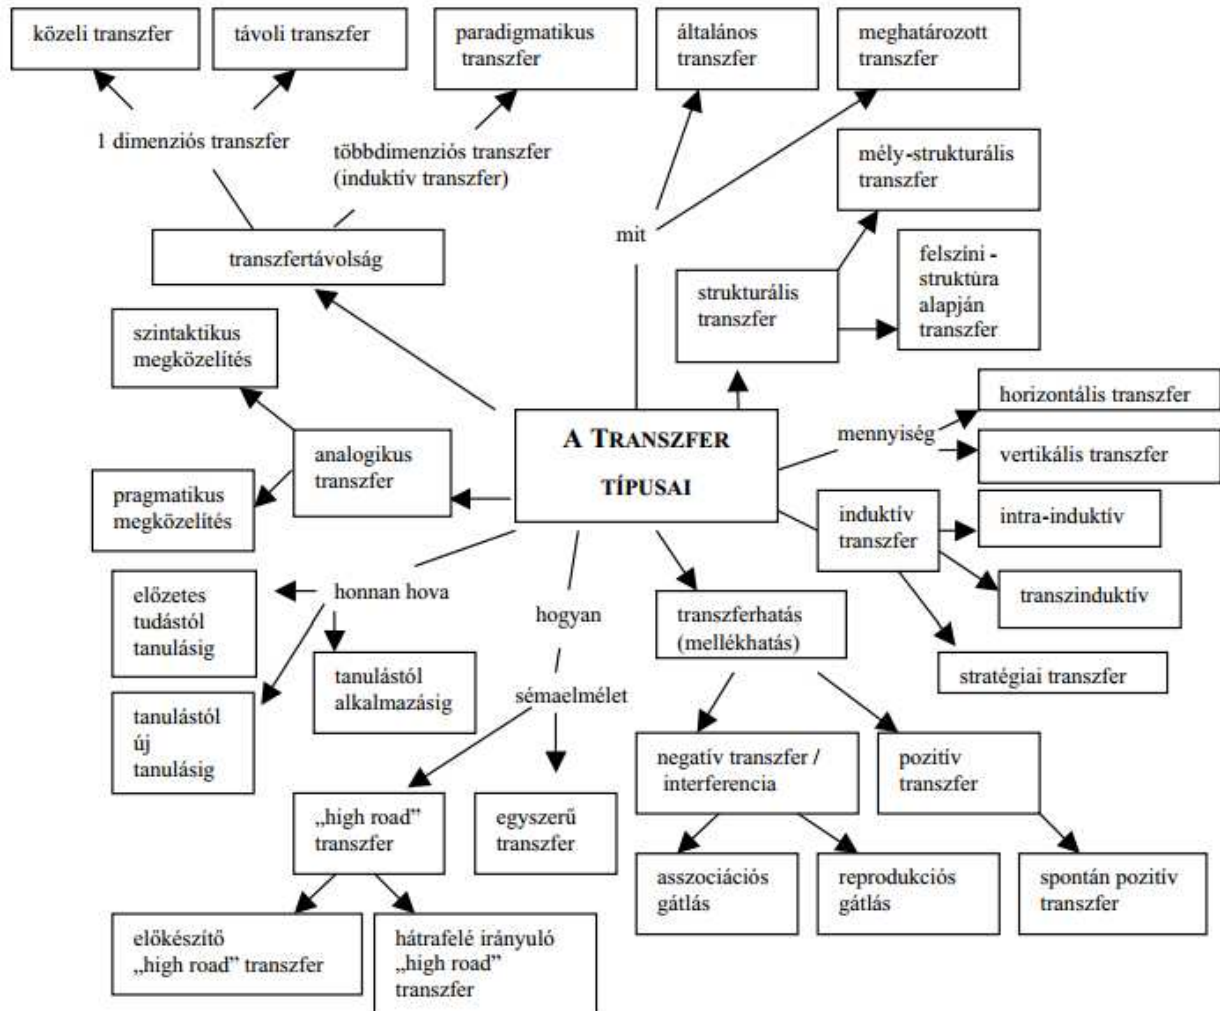 közeli transzfer
távoli transzfer
paradigmatikus
transzfer
általános
transzfer
meghatározott
transzfer
1 dimenziós transzfer
többdimenziós transzfer
(induktív transzfer)
mély-strukturális
transzfer
mit
transzfertávolság
strukturális
transzfer
felszíni -
struktúra
alapján
transzfer
szintaktikus
megközelítés
A TRANSZFER
TÍPUSAI
mennyiség
horizontális transzfer
vertikális transzfer
analogikus
transzfer
pragmatikus
megközelítés
induktív
transzfer
intra-induktív
transzinduktív
stratégiai transzfer
honnan hova
előzetes
tudástól
tanulásig
tanulástól
új
tanulásig
tanulástól
alkalmazásig
hogyan
sémaelmélet
transzferhatás
(mellékhatás)
negatív transzfer /
interferencia
pozitív
transzfer
„high road”
transzfer
egyszerű
transzfer
asszociációs
gátlás
reprodukciós
gátlás
spontán pozitív
transzfer
előkészítő
„high road” transzfer
hátrafelé irányuló
„high road”
transzfer